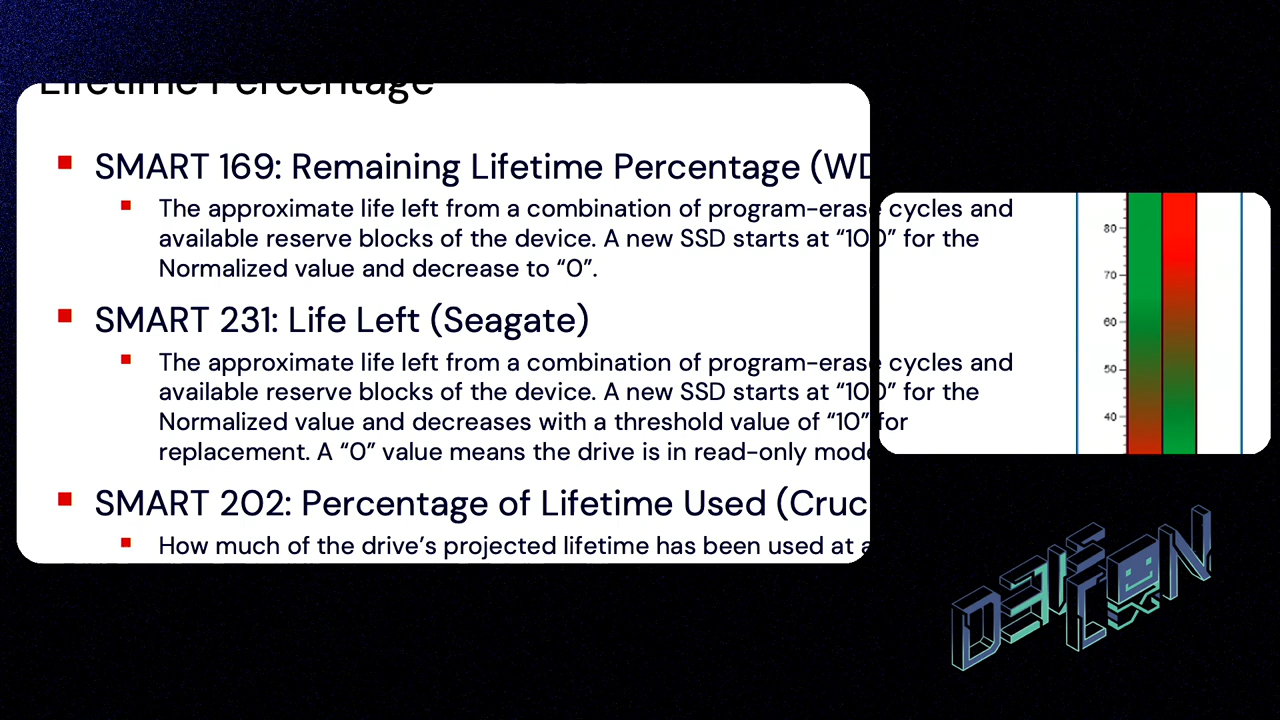 Lifetime Percentage
SMART 169: Remaining Lifetime Percentage (WD
The approximate life left from a combination of program-erase cycles and
available reserve blocks of the device. A new SSD starts at “100” for the
Normalized value and decrease to “0”.
SMART 231: Life Left (Seagate)
The approximate life left from a combination of program-erase cycles and
available reserve blocks of the device. A new SSD starts at “100” for the
Normalized value and decreases with a threshold value of “10” for
replacement. A “0” value means the drive is in read-only mode
SMART 202: Percentage of Lifetime Used (Cruc
How much of the drive’s projected lifetime has been used at a
80
70
60
50
40
DEF CON